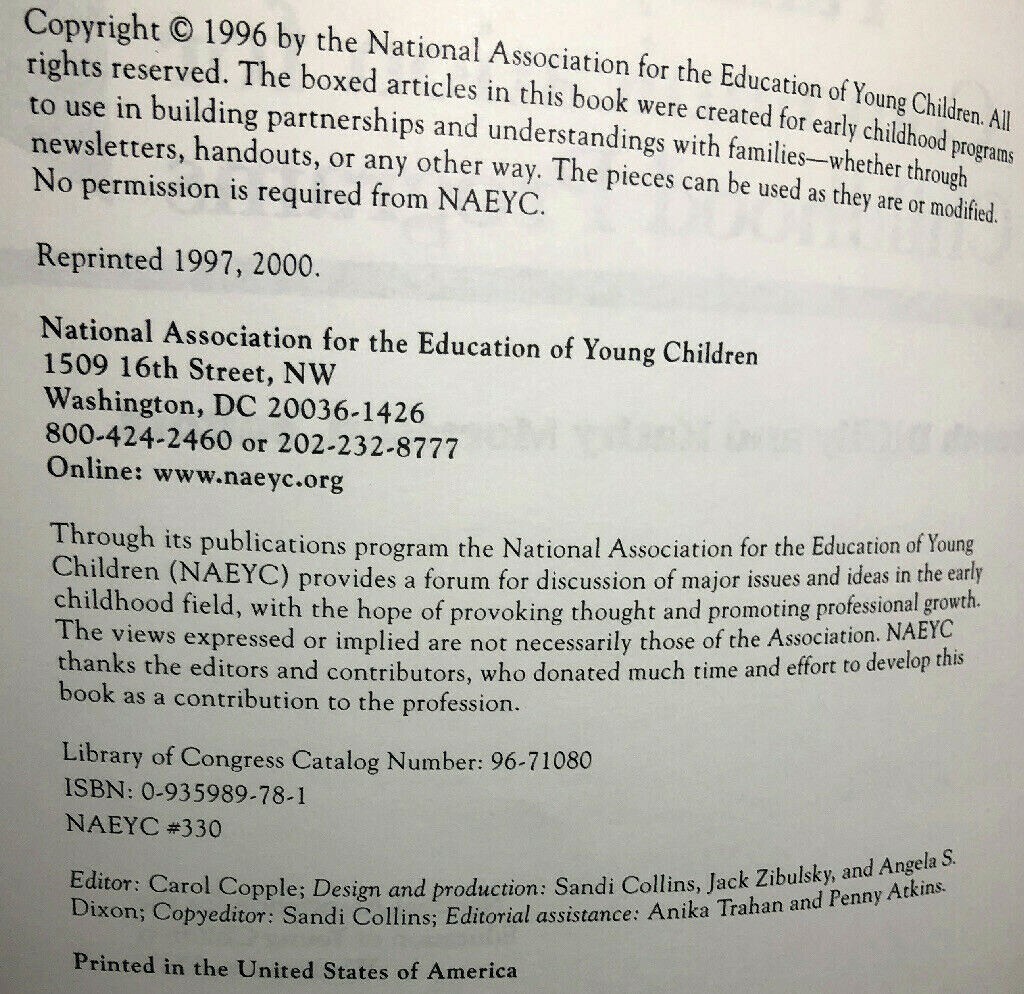 Copyright © 1996 by the National Association for the Education of Young Children. All
rights reserved. The boxed articles in this book were created for early childhood programs
to use in building partnerships and understandings with families—whether through
newsletters, handouts, or any other way. The pieces can be used as they are or modified.
No permission is required from NAEYC.
Reprinted 1997, 2000.
National Association for the Education of Young Children
1509 16th Street, NW
Washington, DC 20036-1426
800-424-2460 or 202-232-8777
Online: www.naeyc.org
Through its publications program the National Association for the Education of Young
Children (NAEYC) provides a forum for discussion of major issues and ideas in the early
childhood field, with the hope of provoking thought and promoting professional growth.
The views expressed or implied are not necessarily those of the Association. NAEYC
thanks the editors and contributors, who donated much time and effort to develop this
book as a contribution to the profession.
Library of Congress Catalog Number: 96-71080
ISBN: 0-935989-78-1
NAEYC #330
Editor: Carol Copple; Design and production: Sandi Collins, Jack Zibulsky, and Angela S.
Dixon; Copyeditor: Sandi Collins; Editorial assistance: Anika Trahan and Penny Atkins.
Printed in the United States of America